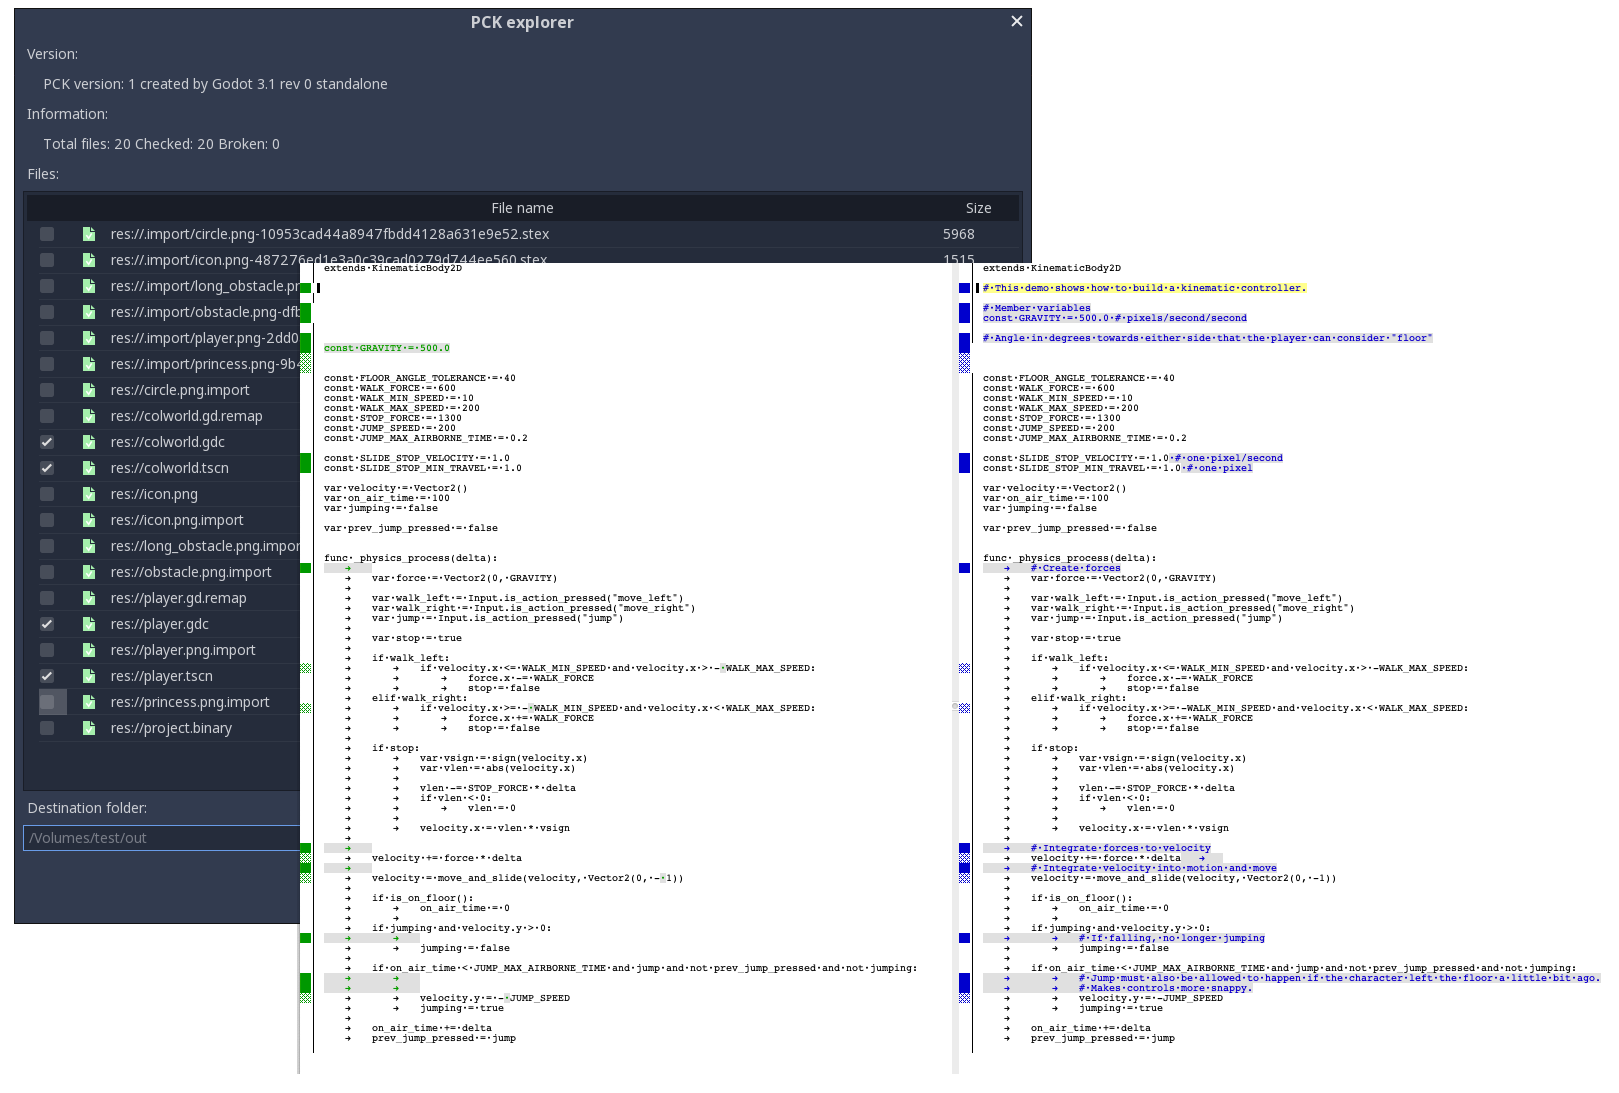 PCK explorer
Version:
PCK version: 1 created by Godot 3.1 rev 0 standalone
Information:
Total files: 20 Checked: 20 Broken: 0
Files:
File name Size
res://.import/circle.png-10953cad44a8947fbdd4128a631e9e52.stex 5968
res://.import/icon.png-487276ed1e3a0c39cad0279d744ee560.stex 1515
res://.import/long_obstacle.pn
res://.import/obstacle.png-dfb
res://.import/player.png-2dd0
res://.import/princess.png-9b4
res://circle.png.import
res://colworld.gd.remap
res://colworld.gdc
res://colworld.tscn
res://icon.png
res://icon.png.import
res://long_obstacle.png.impor
res://obstacle.png.import
res://player.gd.remap
res://player.gdc
res://player.png.import
res://player.tscn
res://princess.png.import
res://project.binary
Destination folder:
/Volumes/test/out
extends·KinematicBody2D
const·GRAVITY·=·500.0
const·FLOOR_ANGLE_TOLERANCE·=·40
const·WALK_FORCE·=·600
const·WALK_MIN_SPEED·=·10
const·WALK_MAX_SPEED·=·200
const·STOP_FORCE·=·1300
const·JUMP_SPEED·=·200
const·JUMP_MAX_AIRBORNE_TIME·=·0.2
const·SLIDE_STOP_VELOCITY·=·1.0
const·SLIDE_STOP_MIN_TRAVEL·=·1.0
var·velocity·=·Vector2()
var·on_air_time·=·100
var·jumping·=·false
var·prev_jump_pressed·=·false
func·_physics_process(delta):
var·force·=·Vector2(0,·GRAVITY)
var·walk_left·=·Input.is_action_pressed("move_left")
var·walk_right·=·Input.is_action_pressed("move_right")
var·jump·=·Input.is_action_pressed("jump")
var·stop·=·true
if·walk_left:
if·velocity.x·<=·WALK_MIN_SPEED·and·velocity.x·>·-·WALK_MAX_SPEED:
force.x·-=·WALK_FORCE
stop·=·false
elif·walk_right:
if·velocity.x·>=·-·WALK_MIN_SPEED·and·velocity.x·<·WALK_MAX_SPEED:
force.x·+=·WALK_FORCE
stop·=·false
if·stop:
var·vsign·=·sign(velocity.x)
var·vlen·=·abs(velocity.x)
vlen·-=·STOP_FORCE·*·delta
if·vlen·<·0:
vlen·=·0
velocity.x·=·vlen·*·vsign
velocity·+=·force·*·delta
velocity·=·move_and_slide(velocity,·Vector2(0,·-·1))
if·is_on_floor():
on_air_time·=·0
if·jumping·and·velocity.y·>·0:
jumping·=·false
if·on_air_time·<·JUMP_MAX_AIRBORNE_TIME·and·jump·and·not·prev_jump_pressed·and·not·jumping:
velocity.y·=·-·JUMP_SPEED
jumping·=·true
on_air_time·+=·delta
prev_jump_pressed·=·jump
extends·KinematicBody2D
#·This·demo·shows·how·to·build·a·kinematic·controller.
#·Member·variables
const·GRAVITY·=·500.0·#·pixels/second/second
#·Angle·in·degrees·towards·either·side·that·the·player·can·consider·"floor"
const·FLOOR_ANGLE_TOLERANCE·=·40
const·WALK_FORCE·=·600
const·WALK_MIN_SPEED·=·10
const·WALK_MAX_SPEED·=·200
const·STOP_FORCE·=·1300
const·JUMP_SPEED·=·200
const·JUMP_MAX_AIRBORNE_TIME·=·0.2
const·SLIDE_STOP_VELOCITY·=·1.0·#·one·pixel/second
const·SLIDE_STOP_MIN_TRAVEL·=·1.0·#·one·pixel
var·velocity·=·Vector2()
var·on_air_time·=·100
var·jumping·=·false
var·prev_jump_pressed·=·false
func·_physics_process(delta):
#·Create·forces
var·force·=·Vector2(0,·GRAVITY)
var·walk_left·=·Input.is_action_pressed("move_left")
var·walk_right·=·Input.is_action_pressed("move_right")
var·jump·=·Input.is_action_pressed("jump")
var·stop·=·true
if·walk_left:
if·velocity.x·<=·WALK_MIN_SPEED·and·velocity.x·>·-WALK_MAX_SPEED:
force.x·-=·WALK_FORCE
stop·=·false
elif·walk_right:
if·velocity.x·>=·-WALK_MIN_SPEED·and·velocity.x·<·WALK_MAX_SPEED:
force.x·+=·WALK_FORCE
stop·=·false
if·stop:
var·vsign·=·sign(velocity.x)
var·vlen·=·abs(velocity.x)
vlen·-=·STOP_FORCE·*·delta
if·vlen·<·0:
vlen·=·0
velocity.x·=·vlen·*·vsign
#·Integrate·forces·to·velocity
velocity·+=·force·*·delta
#·Integrate·velocity·into·motion·and·move
velocity·=·move_and_slide(velocity,·Vector2(0,·-1))
if·is_on_floor():
on_air_time·=·0
if·jumping·and·velocity.y·>·0:
#·If·falling,·no·longer·jumping
jumping·=·false
if·on_air_time·<·JUMP_MAX_AIRBORNE_TIME·and·jump·and·not·prev_jump_pressed·and·not·jumping:
#·Jump·must·also·be·allowed·to·happen·if·the·character·left·the·floor·a·little·bit·ago.
#·Makes·controls·more·snappy.
velocity.y·=·-JUMP_SPEED
jumping·=·true
on_air_time·+=·delta
prev_jump_pressed·=·jump